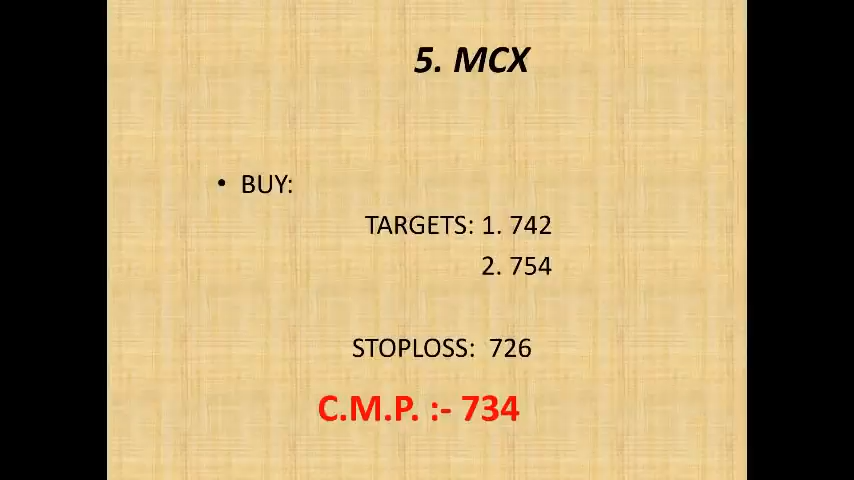 5. MCX
• BUY:
TARGETS: 1. 742
2. 754
STOPLOSS: 726
C.M.P. :- 734